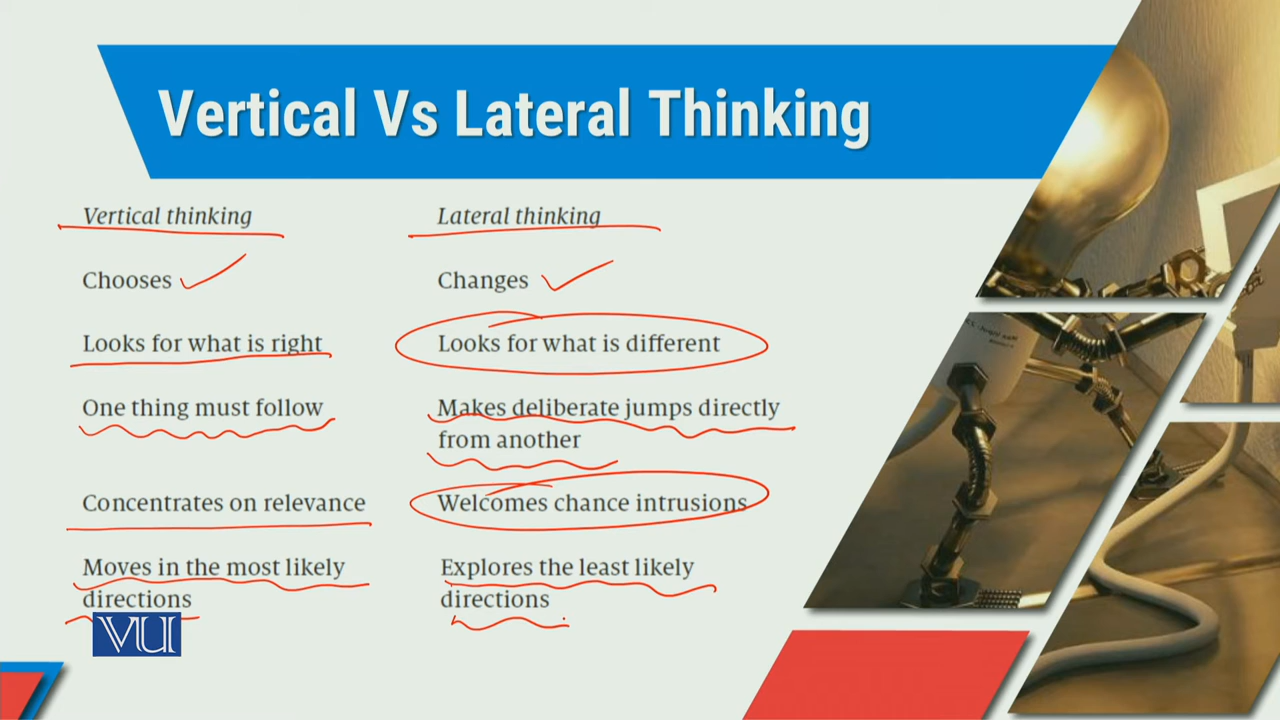 Vertical Vs Lateral Thinking
Vertical thinking
Lateral thinking
Chooses
Changes
Looks for what is right
Looks for what is different
One thing must follow
Makes deliberate jumps directly
from another
Concentrates on relevance
Welcomes chance intrusions
Moves in the most likely
directions
Explores the least likely
directions
VU